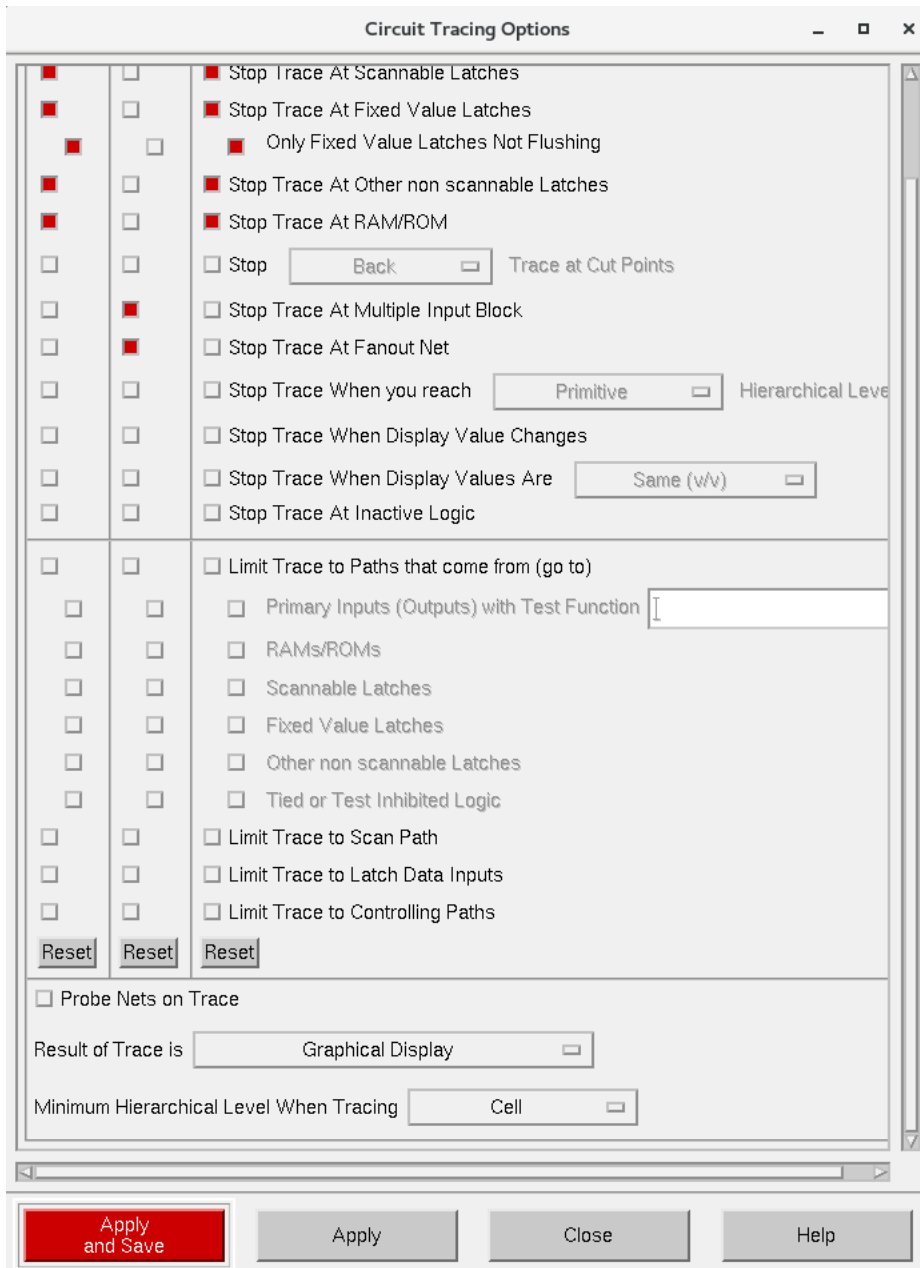 Circuit Tracing Options
Stop Trace At Scannable Latches
Stop Trace At Fixed Value Latches
Only Fixed Value Latches Not Flushing
Stop Trace At Other non scannable Latches
Stop Trace At RAM/ROM
Stop Back Trace at Cut Points
Stop Trace At Multiple Input Block
Stop Trace At Fanout Net
Stop Trace When you reach Primitive Hierarchical Leve
Stop Trace When Display Value Changes
Stop Trace When Display Values Are Same (v/v)
Stop Trace At Inactive Logic
Limit Trace to Paths that come from (go to)
Primary Inputs (Outputs) with Test Function
RAMs/ROMs
Scannable Latches
Fixed Value Latches
Other non scannable Latches
Tied or Test Inhibited Logic
Limit Trace to Scan Path
Limit Trace to Latch Data Inputs
Limit Trace to Controlling Paths
Reset Reset Reset
Probe Nets on Trace
Result of Trace is Graphical Display
Minimum Hierarchical Level When Tracing Cell
Apply
and Save
Apply Close Help